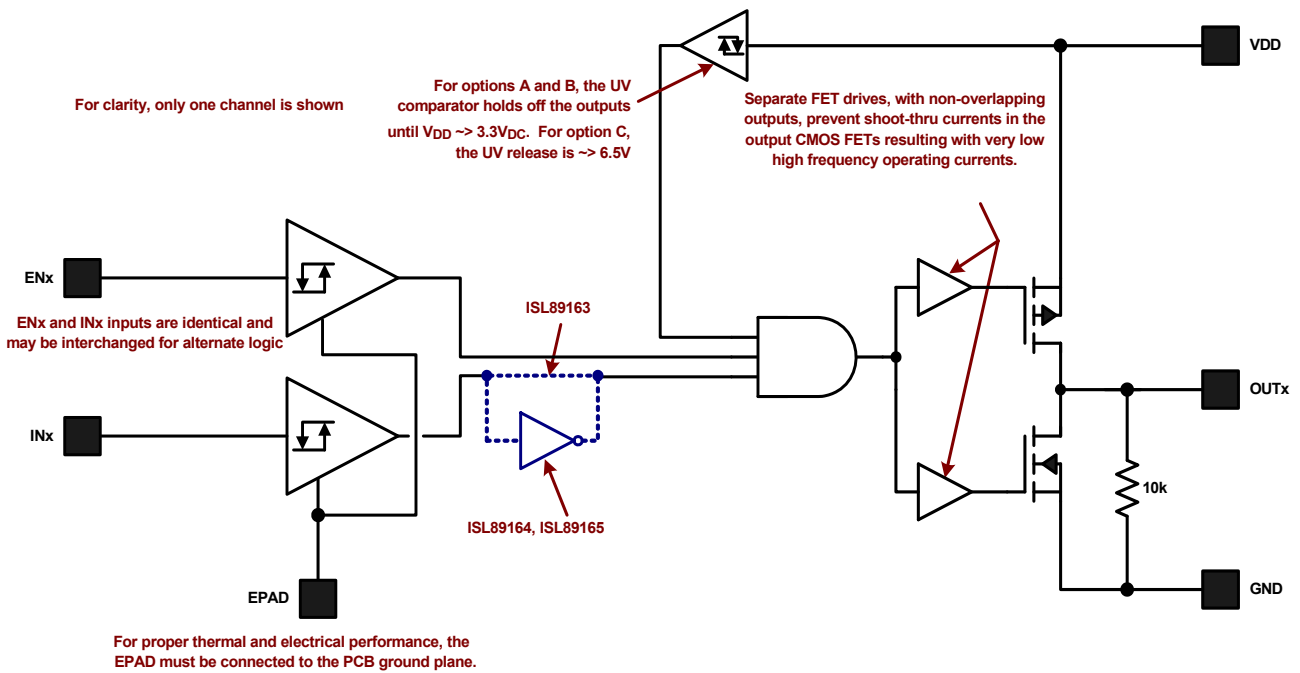 VDD
For options A and B, the UV
comparator holds off the outputs
until VDD ~> 3.3VDC. For option C,
the UV release is ~> 6.5V
For clarity, only one channel is shown
Separate FET drives, with non-overlapping
outputs, prevent shoot-thru currents in the
output CMOS FETs resulting with very low
high frequency operating currents.
ENx
ENx and INx inputs are identical and
may be interchanged for alternate logic
ISL89163
OUTx
INx
10k
ISL89164, ISL89165
GND
EPAD
For proper thermal and electrical performance, the
EPAD must be connected to the PCB ground plane.